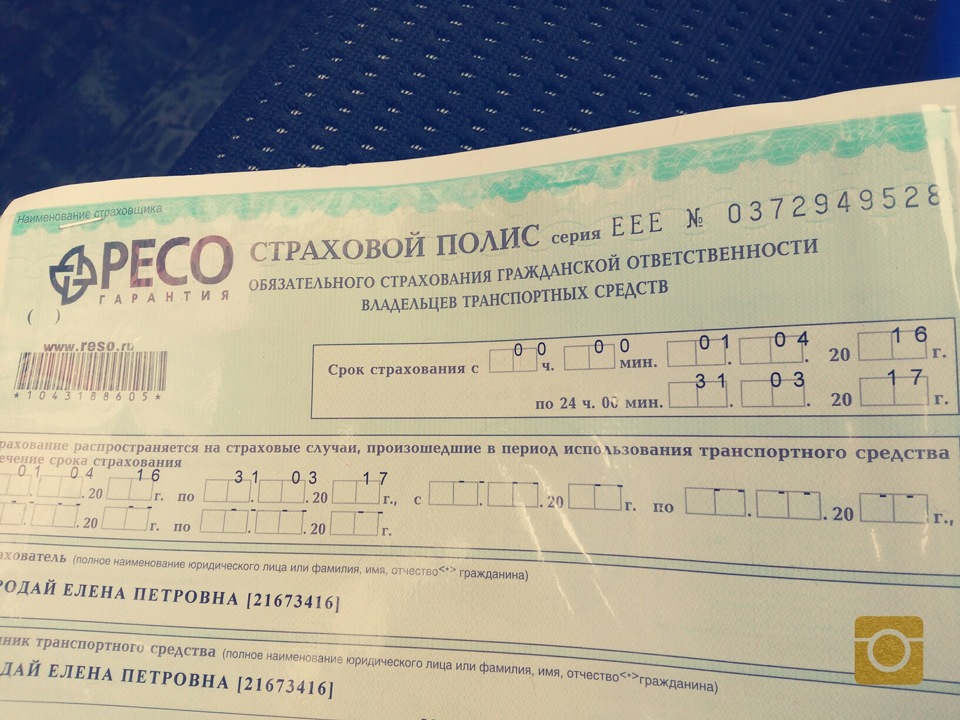 Наименование страховщика
РЕСО
ГАРАНТИЯ
( )
www.reso.ru
*1043188605*
СТРАХОВОЙ ПОЛИС серия ЕЕЕ № 0372949528
ОБЯЗАТЕЛЬНОГО СТРАХОВАНИЯ ГРАЖДАНСКОЙ ОТВЕТСТВЕННОСТИ
ВЛАДЕЛЬЦЕВ ТРАНСПОРТНЫХ СРЕДСТВ
Срок страхования с 00 ч. 00 мин. 01. 04. 2016 г.
по 24 ч. 00 мин. 31. 03. 2017 г.
рахование распространяется на страховые случаи, произошедшие в период использования транспортного средства
ечение срока страхования
01.04.2016 г. по 31.03.2017 г., с . .20 г. по . .20 г.,
. .20 г. по . .20 г.
ахователь (полное наименование юридического лица или фамилия, имя, отчество<*> гражданина)
РОДАЙ ЕЛЕНА ПЕТРОВНА [21673416]
нник транспортного средства (полное наименование юридического лица или фамилия, имя, отчество<*>гражданина)
ДАЙ ЕЛЕНА ПЕТРОВНА [21673416]